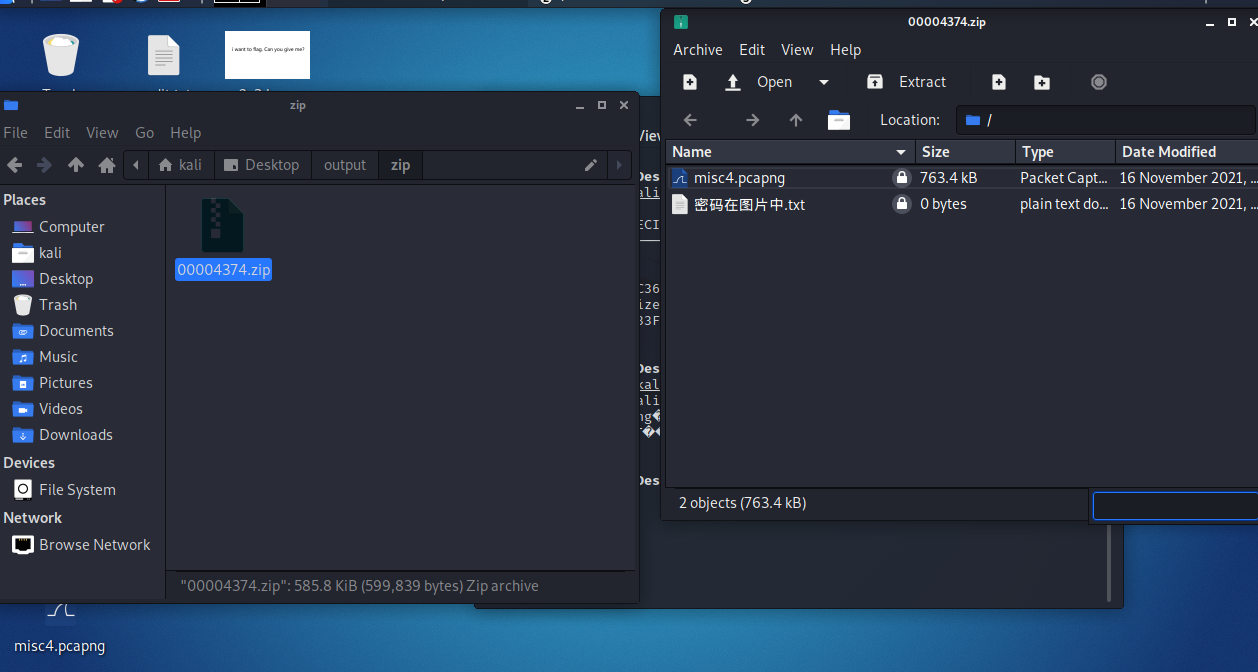 i want to flag. Can you give me?
zip
File Edit View Go Help
kali Desktop output zip
Places
Computer
kali
Desktop
Trash
Documents
Music
Pictures
Videos
Downloads
Devices
File System
Network
Browse Network
00004374.zip
"00004374.zip": 585.8 KiB (599,839 bytes) Zip archive
misc4.pcapng
00004374.zip
Archive Edit View Help
Open Extract
Location: /
Name Size Type Date Modified
misc4.pcapng 763.4 kB Packet Capt... 16 November 2021, ...
密码在图片中.txt 0 bytes plain text do... 16 November 2021, ...
2 objects (763.4 kB)